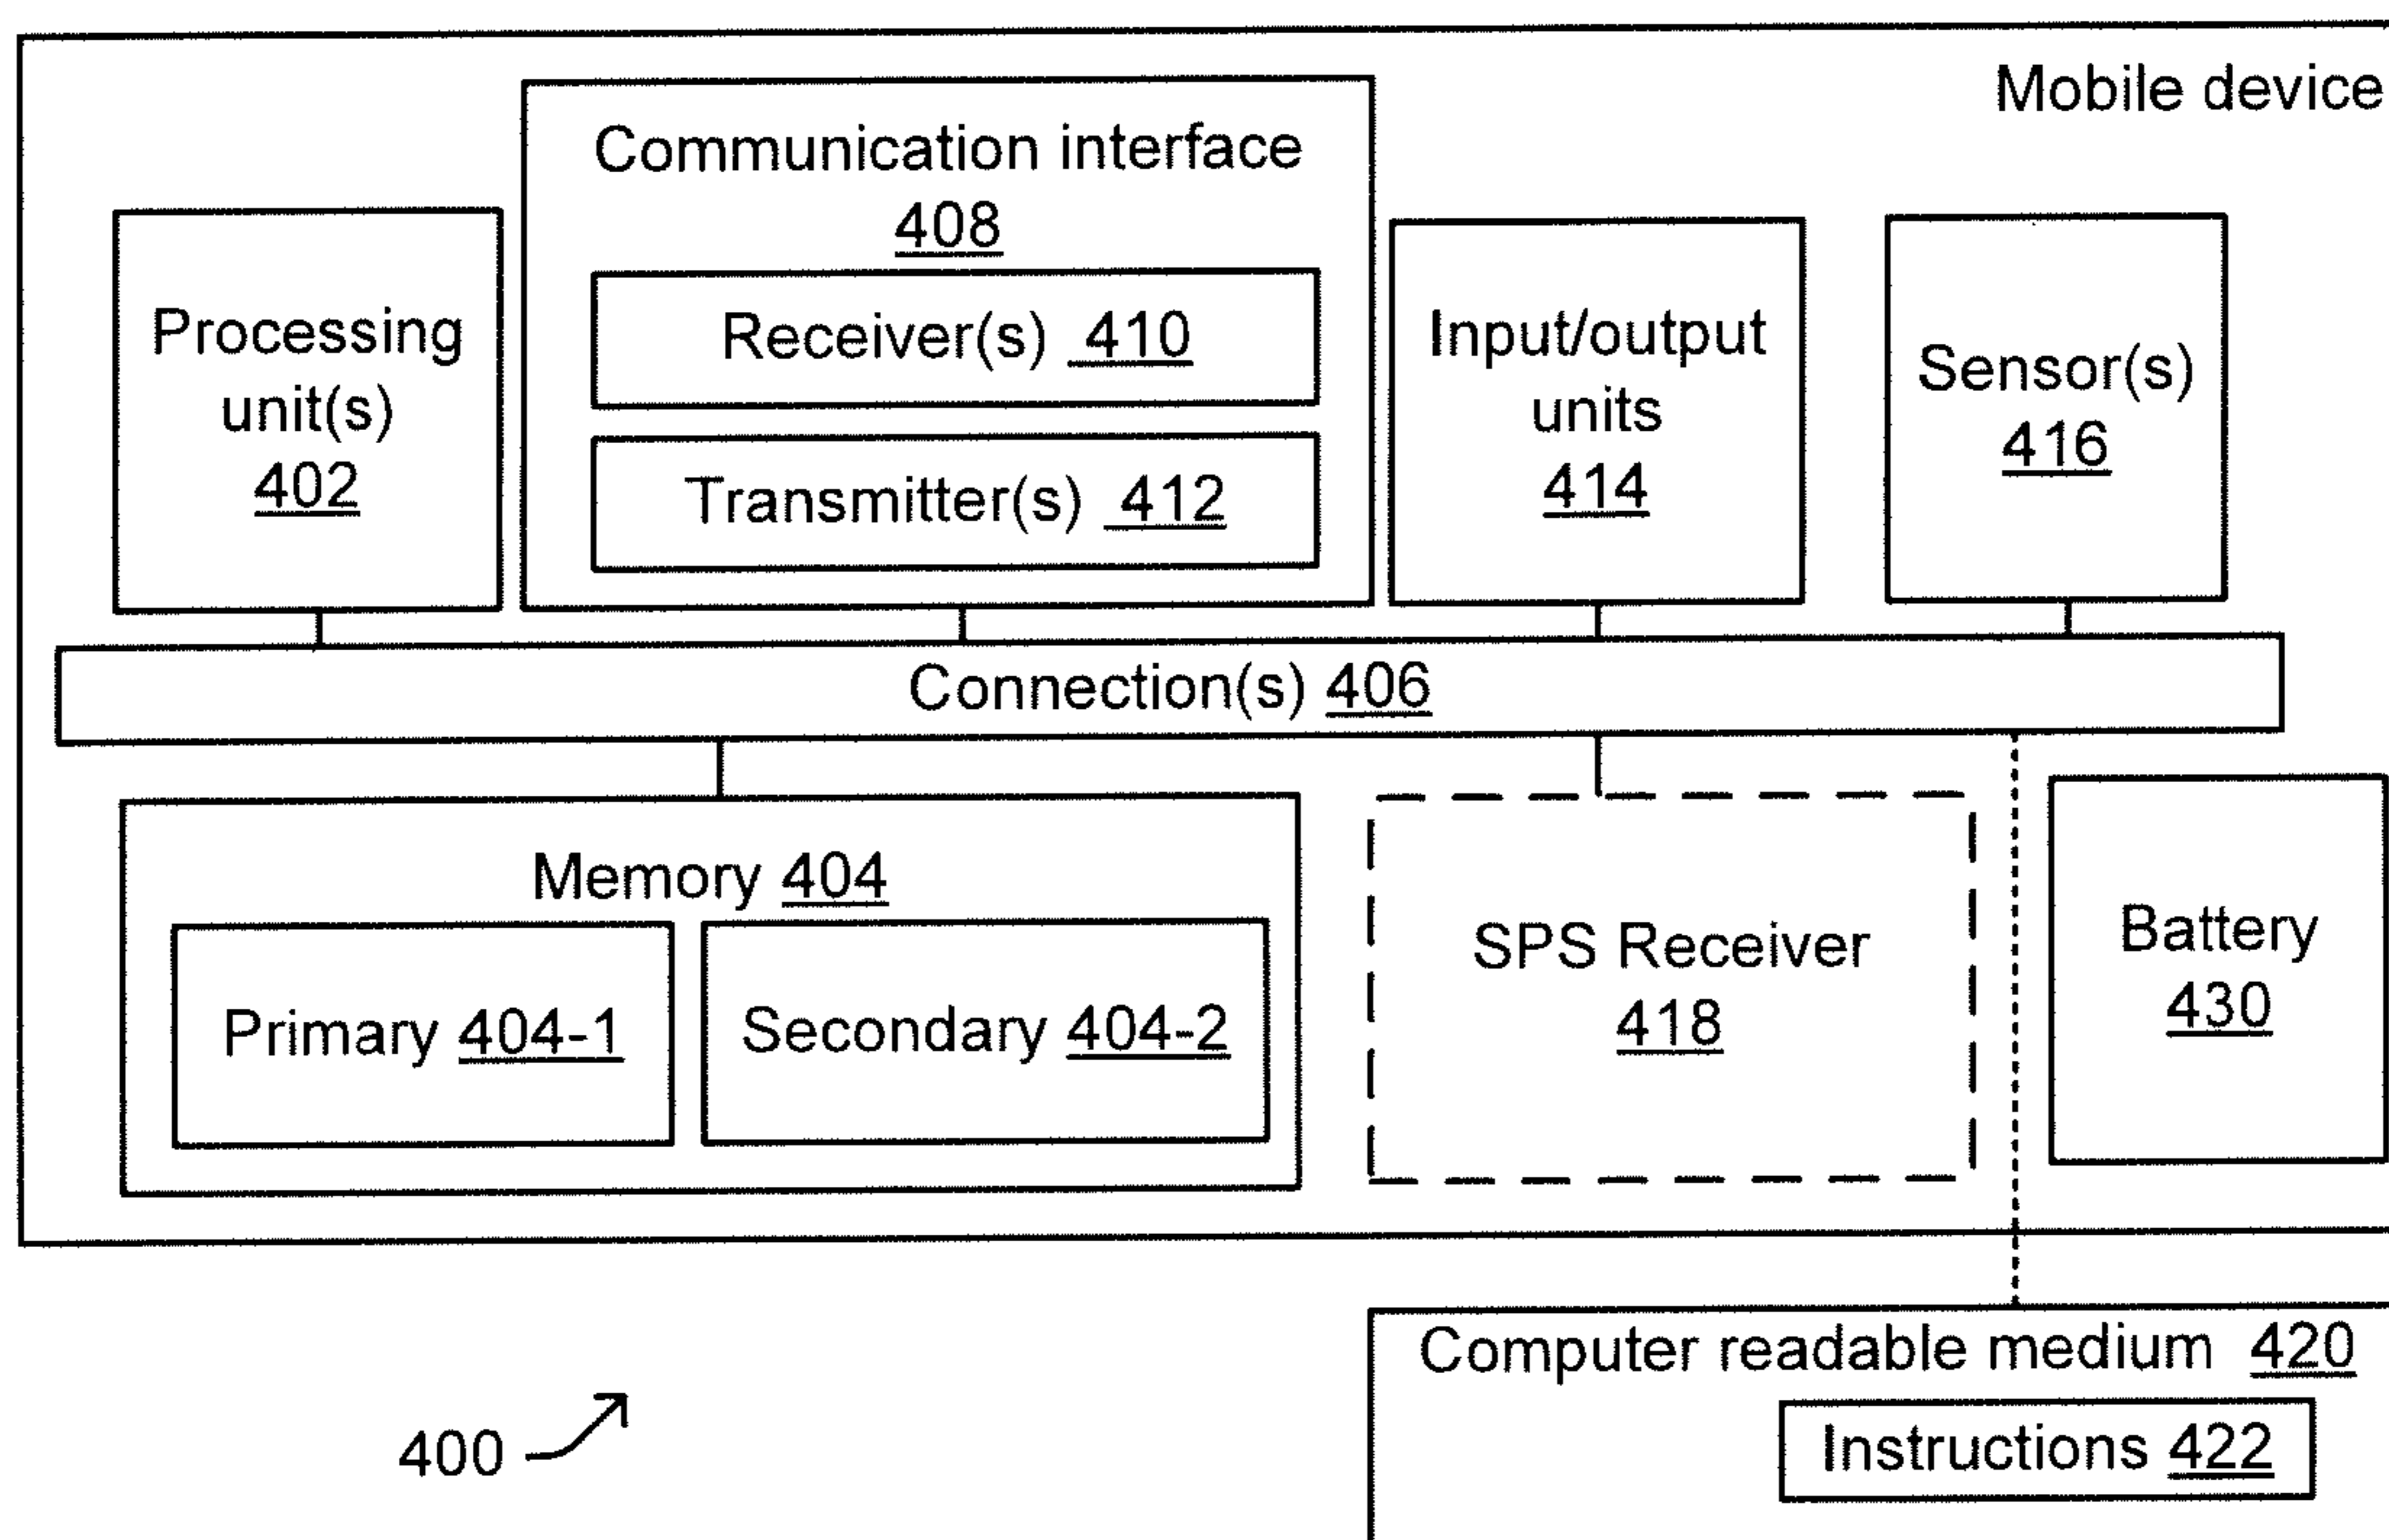 Mobile device
Communication interface
408
Processing
unit(s)
402
Receiver(s) 410
Transmitter(s) 412
Input/output
units
414
Sensor(s)
416
Connection(s) 406
Memory 404
Primary 404-1
Secondary 404-2
SPS Receiver
418
Battery
430
Computer readable medium 420
Instructions 422
400